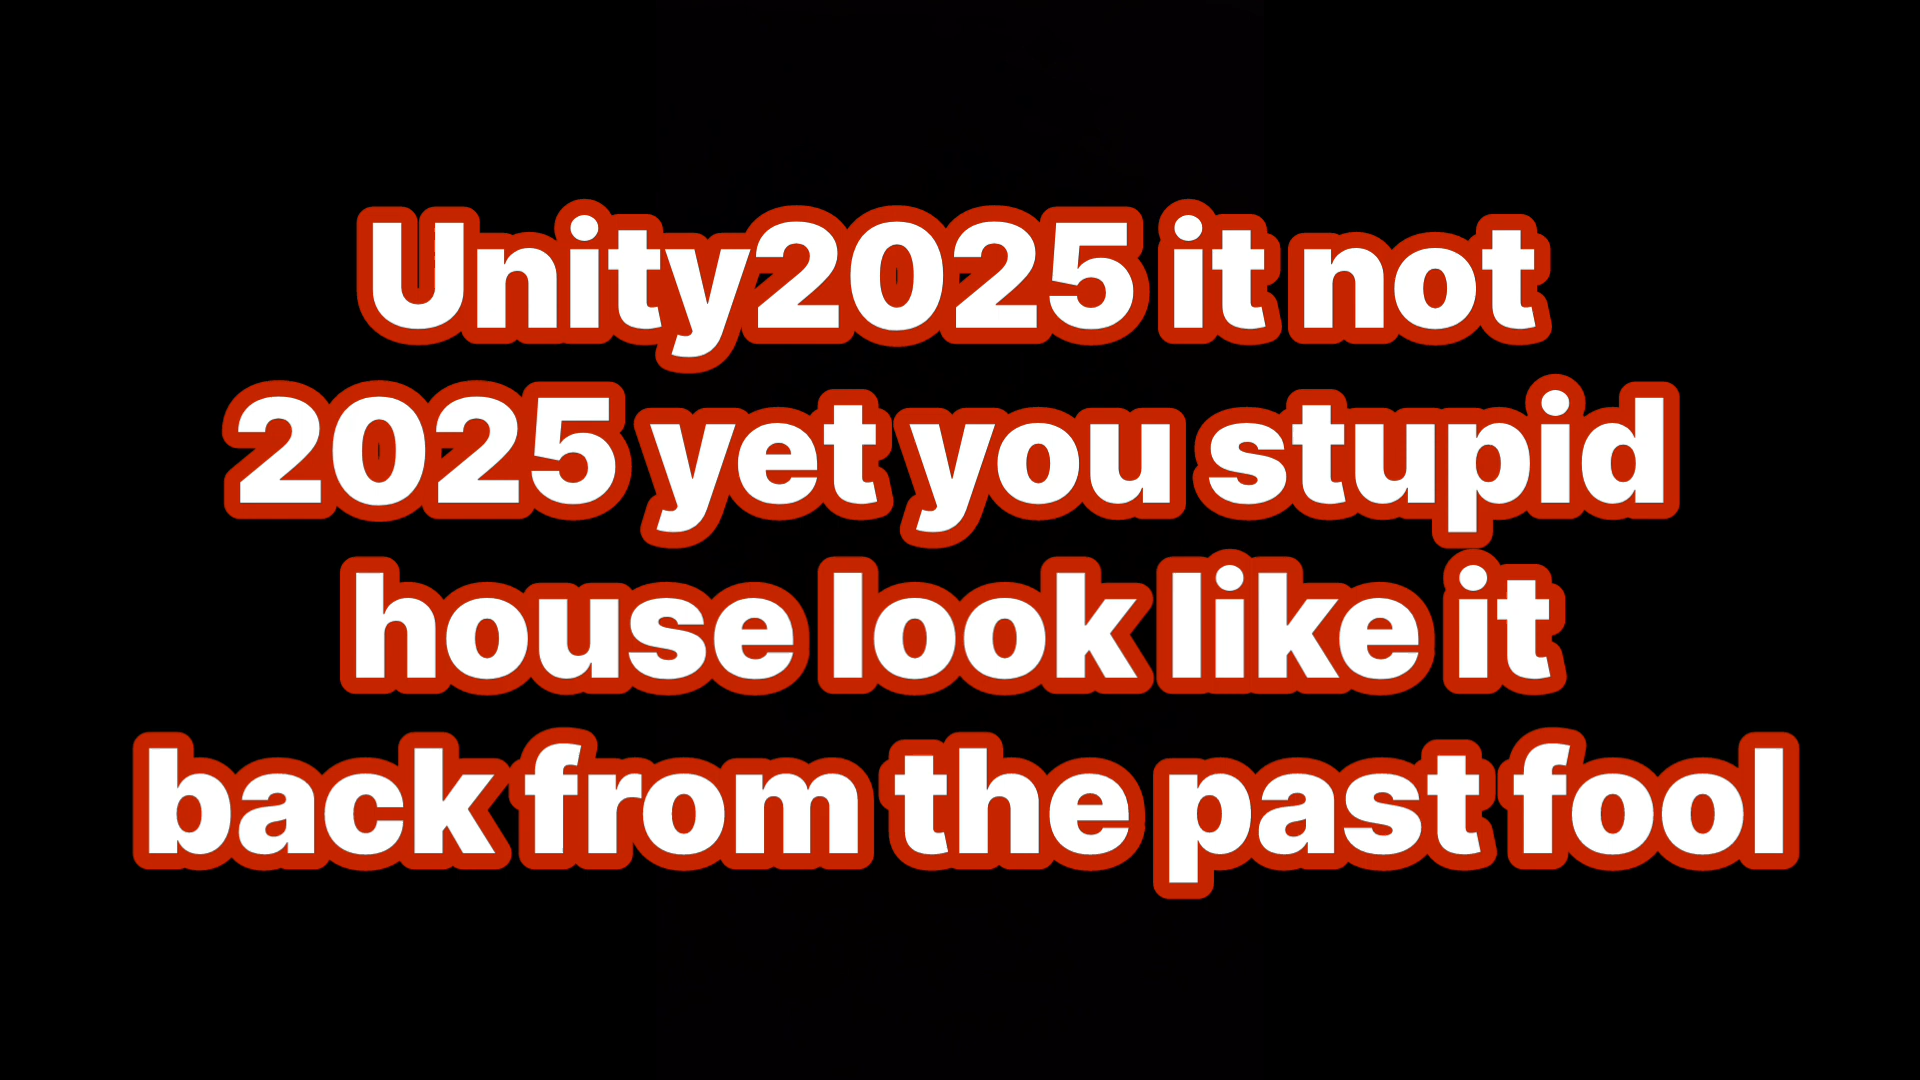 Unity2025 it not
2025 yet you stupid
house look like it
back from the past fool